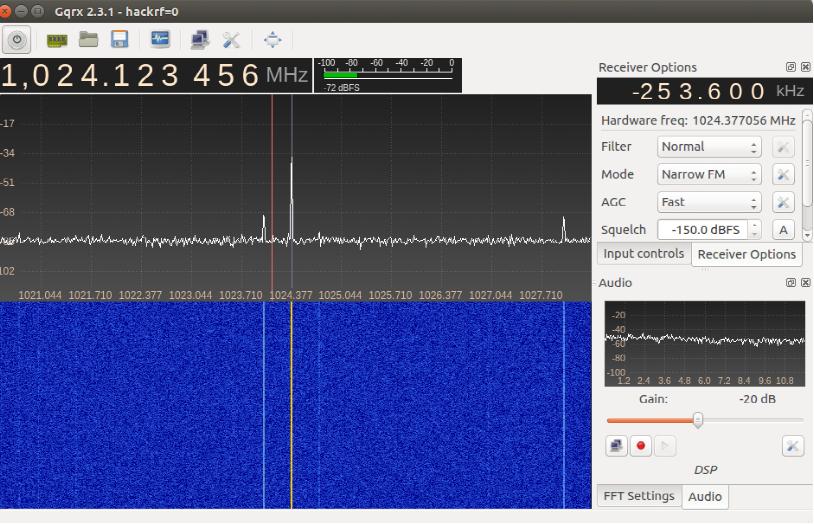 Gqrx 2.3.1 - hackrf=0
1,024.123 456 MHz
-100 -80 -60 -40 -20 0
-72 dBFS
Receiver Options
-253.600 kHz
Hardware freq: 1024.377056 MHz
Filter Normal
Mode Narrow FM
AGC Fast
Squelch -150.0 dBFS A
Input controls Receiver Options
-17
-34
-51
-68
102
1021.044 1021.710 1022.377 1023.044 1023.710 1024.377 1025.044 1025.710 1026.377 1027.044 1027.710
Audio
-20
-40
-60
-80
-100
1.2 2.4 3.6 4.8 6.0 7.2 8.4 9.6 10.8
Gain: -20 dB
DSP
FFT Settings Audio